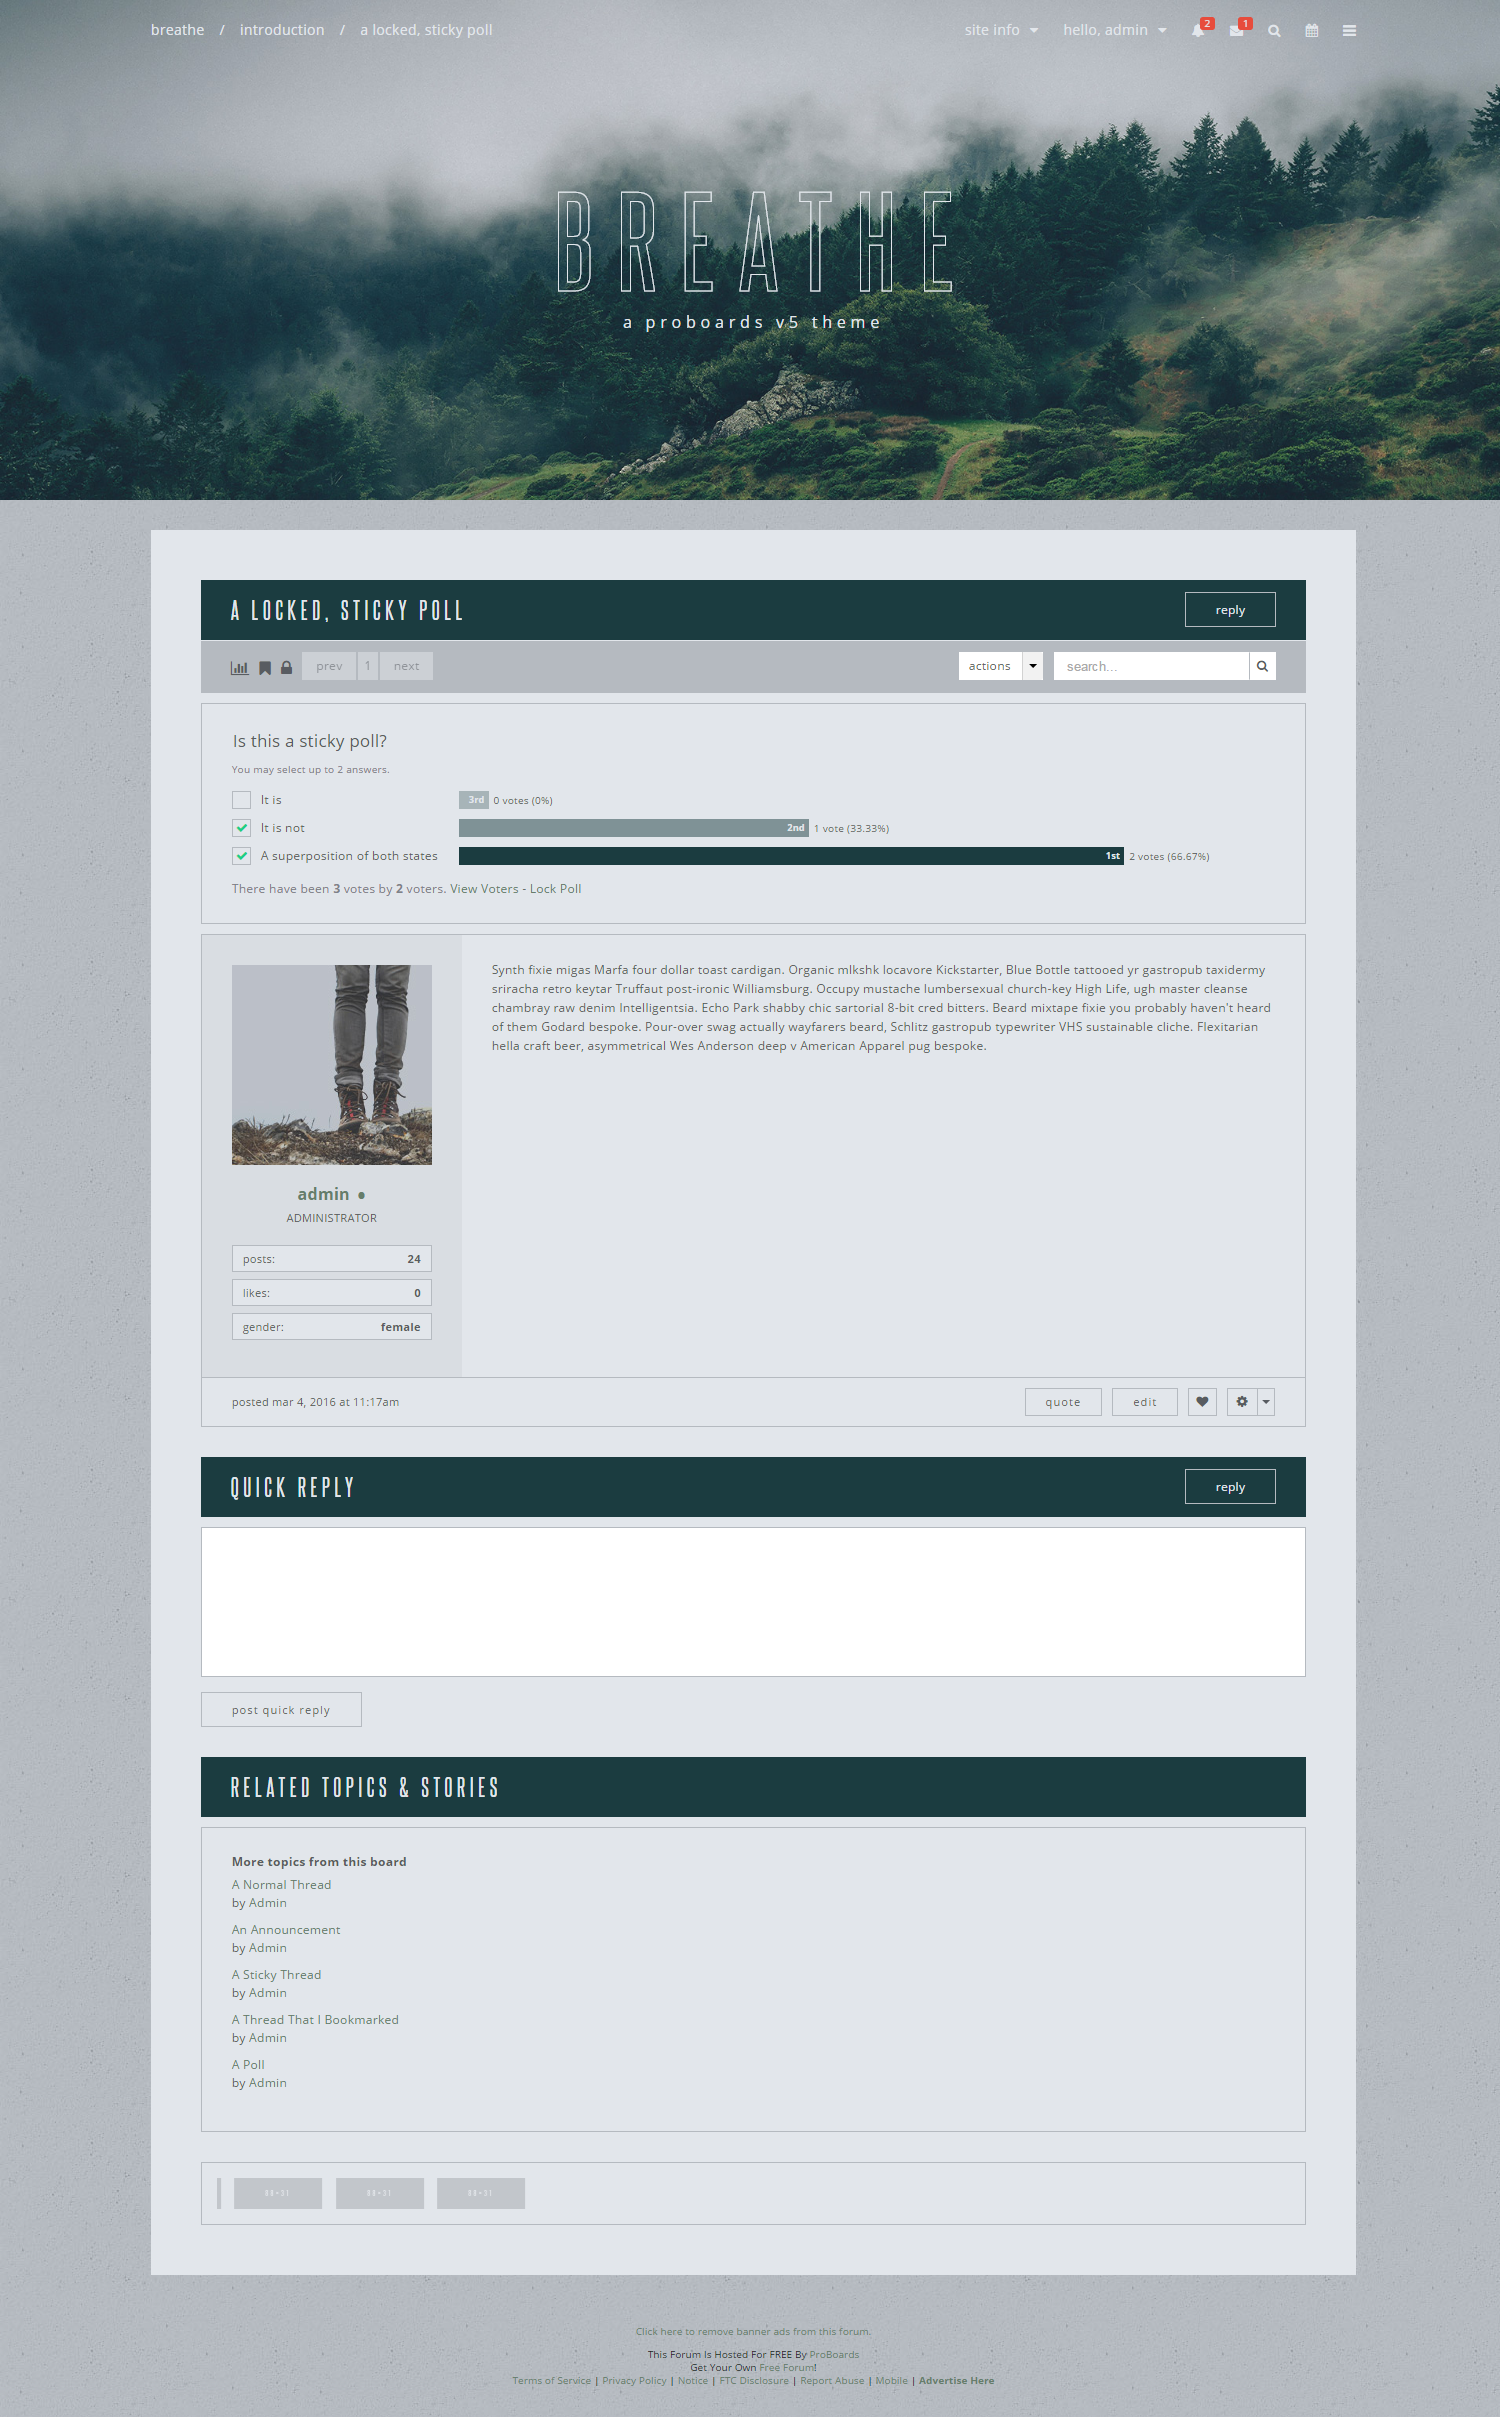 breathe / introduction / a locked, sticky poll
site info hello, admin 2 1
BREATHE
a proboards v5 theme
A LOCKED, STICKY POLL
reply
prev 1 next
actions search...
Is this a sticky poll?
You may select up to 2 answers.
It is 3rd 0 votes (0%)
It is not 2nd 1 vote (33.33%)
A superposition of both states 1st 2 votes (66.67%)
There have been 3 votes by 2 voters. View Voters - Lock Poll
Synth fixie migas Marfa four dollar toast cardigan. Organic mlkshk locavore Kickstarter, Blue Bottle tattooed yr gastropub taxidermy
sriracha retro keytar Truffaut post-ironic Williamsburg. Occupy mustache lumbersexual church-key High Life, ugh master cleanse
chambray raw denim Intelligentsia. Echo Park shabby chic sartorial 8-bit cred bitters. Beard mixtape fixie you probably haven't heard
of them Godard bespoke. Pour-over swag actually wayfarers beard, Schlitz gastropub typewriter VHS sustainable cliche. Flexitarian
hella craft beer, asymmetrical Wes Anderson deep v American Apparel pug bespoke.
admin
ADMINISTRATOR
posts: 24
likes: 0
gender: female
posted mar 4, 2016 at 11:17am
quote edit
QUICK REPLY
reply
post quick reply
RELATED TOPICS & STORIES
More topics from this board
A Normal Thread
by Admin
An Announcement
by Admin
A Sticky Thread
by Admin
A Thread That I Bookmarked
by Admin
A Poll
by Admin
88×31 88×31 88×31
Click here to remove banner ads from this forum.
This Forum Is Hosted For FREE By ProBoards
Get Your Own Free Forum!
Terms of Service | Privacy Policy | Notice | FTC Disclosure | Report Abuse | Mobile | Advertise Here